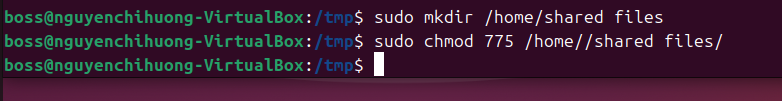 boss@nguyenchihuong-VirtualBox:/tmp$ sudo mkdir /home/shared files
boss@nguyenchihuong-VirtualBox:/tmp$ sudo chmod 775 /home//shared files/
boss@nguyenchihuong-VirtualBox:/tmp$